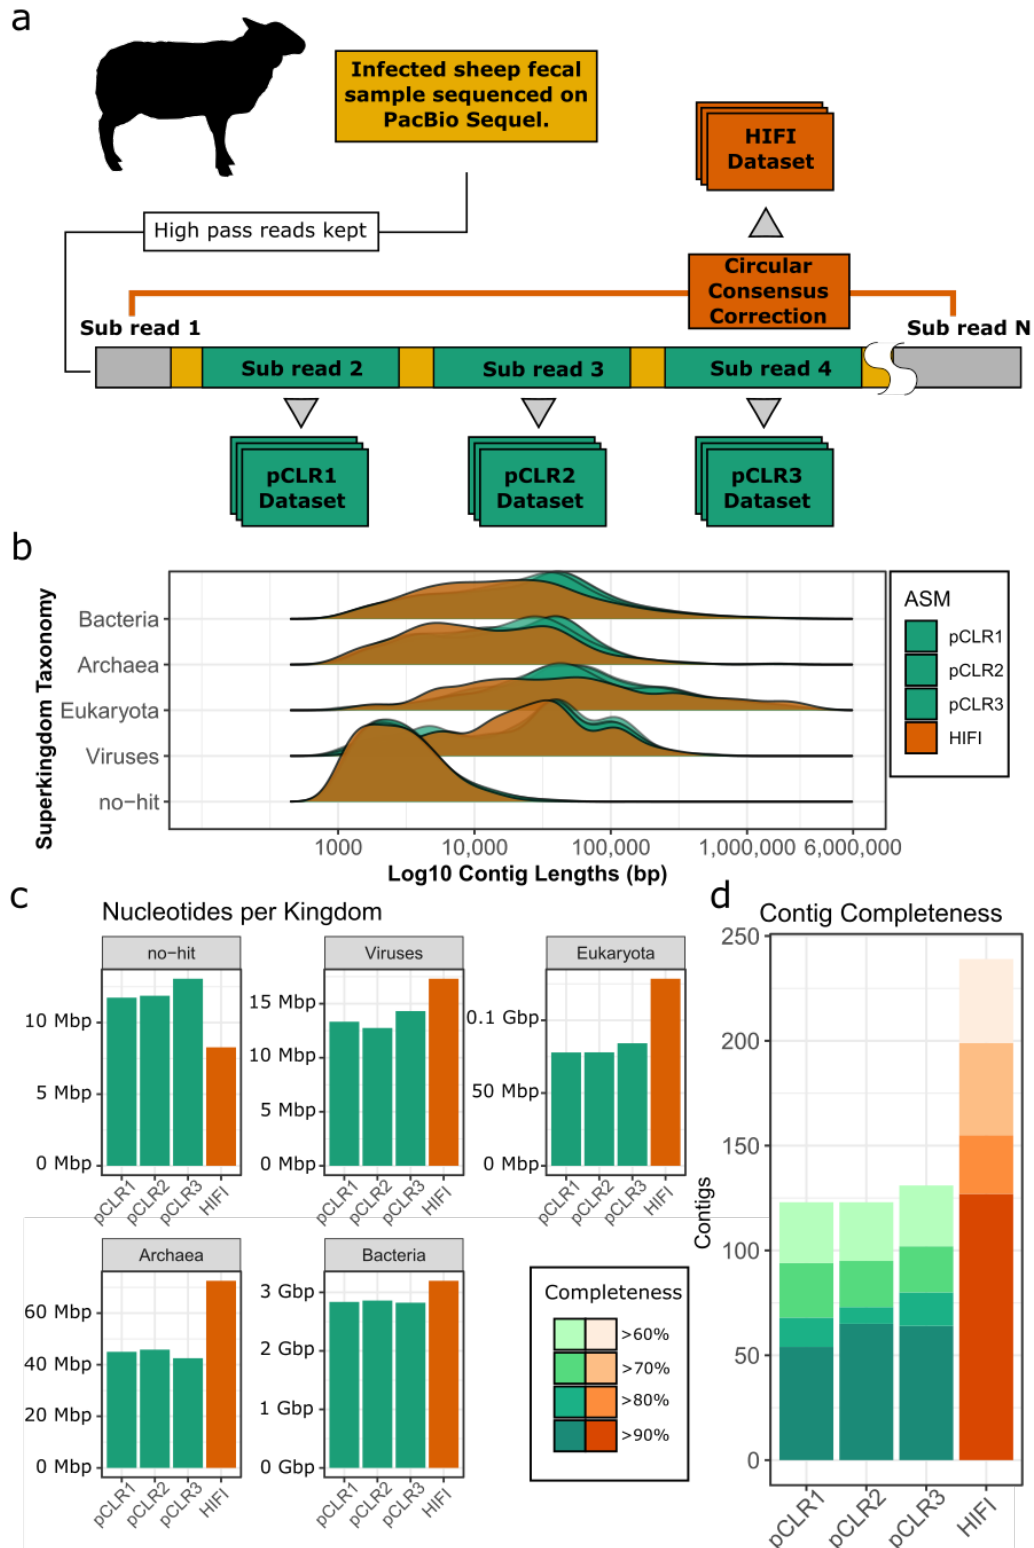 a
Infected sheep fecal
sample sequenced on
PacBio Sequel.
HIFI
Dataset
High pass reads kept
Circular
Consensus
Correction
Sub read 1
Sub read N
Sub read 2
Sub read 3
Sub read 4
pCLR1
Dataset
pCLR2
Dataset
pCLR3
Dataset
b
Superkingdom Taxonomy
Bacteria
Archaea
Eukaryota
Viruses
no-hit
1000
10,000
100,000
1,000,000
6,000,000
Log10 Contig Lengths (bp)
ASM
pCLR1
pCLR2
pCLR3
HIFI
c
Nucleotides per Kingdom
no-hit
10 Mbp
5 Mbp
0 Mbp
pCLR1
pCLR2
pCLR3
HIFI
Viruses
15 Mbp
10 Mbp
5 Mbp
0 Mbp
pCLR1
pCLR2
pCLR3
HIFI
Eukaryota
0.1 Gbp
50 Mbp
0 Mbp
pCLR1
pCLR2
pCLR3
HIFI
Archaea
60 Mbp
40 Mbp
20 Mbp
0 Mbp
pCLR1
pCLR2
pCLR3
HIFI
Bacteria
3 Gbp
2 Gbp
1 Gbp
0 Gbp
pCLR1
pCLR2
pCLR3
HIFI
Completeness
>60%
>70%
>80%
>90%
d
Contig Completeness
Contigs
250
200
150
100
50
0
pCLR1
pCLR2
pCLR3
HIFI